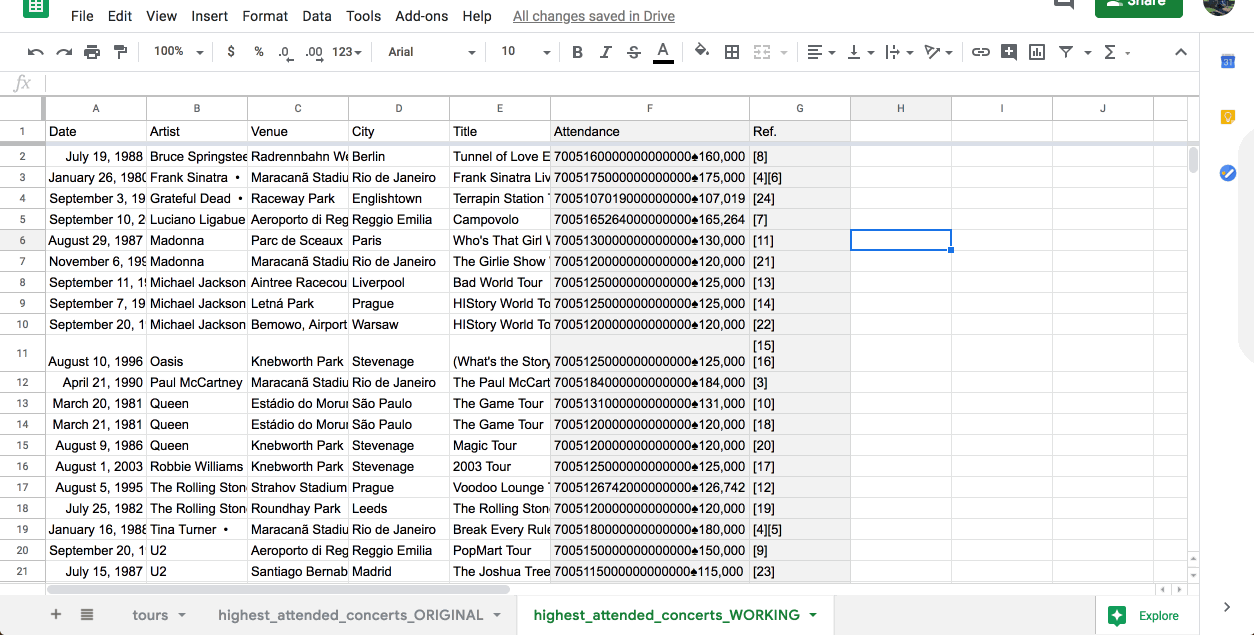 Share
File Edit View Insert Format Data Tools Add-ons Help All changes saved in Drive
100% $ % .0 .00 123 Arial 10 B I S A Σ
31
fx
A B C D E F G H I J
1 Date Artist Venue City Title Attendance Ref.
2 July 19, 1988 Bruce Springstee Radrennbahn We Berlin Tunnel of Love E 7005160000000000000♠160,000 [8]
3 January 26, 1980 Frank Sinatra • Maracanã Stadiu Rio de Janeiro Frank Sinatra Liv 7005175000000000000♠175,000 [4][6]
4 September 3, 19 Grateful Dead • Raceway Park Englishtown Terrapin Station 7005107019000000000♠107,019 [24]
5 September 10, 2 Luciano Ligabue Aeroporto di Reg Reggio Emilia Campovolo 7005165264000000000♠165,264 [7]
6 August 29, 1987 Madonna Parc de Sceaux Paris Who's That Girl 7005130000000000000♠130,000 [11]
7 November 6, 199 Madonna Maracanã Stadiu Rio de Janeiro The Girlie Show 7005120000000000000♠120,000 [21]
8 September 11, 1 Michael Jackson Aintree Racecou Liverpool Bad World Tour 7005125000000000000♠125,000 [13]
9 September 7, 19 Michael Jackson Letná Park Prague HIStory World To 7005125000000000000♠125,000 [14]
10 September 20, 1 Michael Jackson Bemowo, Airport Warsaw HIStory World To 7005120000000000000♠120,000 [22]
[15]
11 August 10, 1996 Oasis Knebworth Park Stevenage (What's the Story 7005125000000000000♠125,000 [16]
12 April 21, 1990 Paul McCartney Maracanã Stadiu Rio de Janeiro The Paul McCart 7005184000000000000♠184,000 [3]
13 March 20, 1981 Queen Estádio do Morur São Paulo The Game Tour 7005131000000000000♠131,000 [10]
14 March 21, 1981 Queen Estádio do Morur São Paulo The Game Tour 7005120000000000000♠120,000 [18]
15 August 9, 1986 Queen Knebworth Park Stevenage Magic Tour 7005120000000000000♠120,000 [20]
16 August 1, 2003 Robbie Williams Knebworth Park Stevenage 2003 Tour 7005125000000000000♠125,000 [17]
17 August 5, 1995 The Rolling Ston Strahov Stadium Prague Voodoo Lounge 7005126742000000000♠126,742 [12]
18 July 25, 1982 The Rolling Ston Roundhay Park Leeds The Rolling Ston 7005120000000000000♠120,000 [19]
19 January 16, 1988 Tina Turner • Maracanã Stadiu Rio de Janeiro Break Every Rule 7005180000000000000♠180,000 [4][5]
20 September 20, 1 U2 Aeroporto di Reg Reggio Emilia PopMart Tour 7005150000000000000♠150,000 [9]
21 July 15, 1987 U2 Santiago Bernab Madrid The Joshua Tree 7005115000000000000♠115,000 [23]
tours highest_attended_concerts_ORIGINAL highest_attended_concerts_WORKING Explore